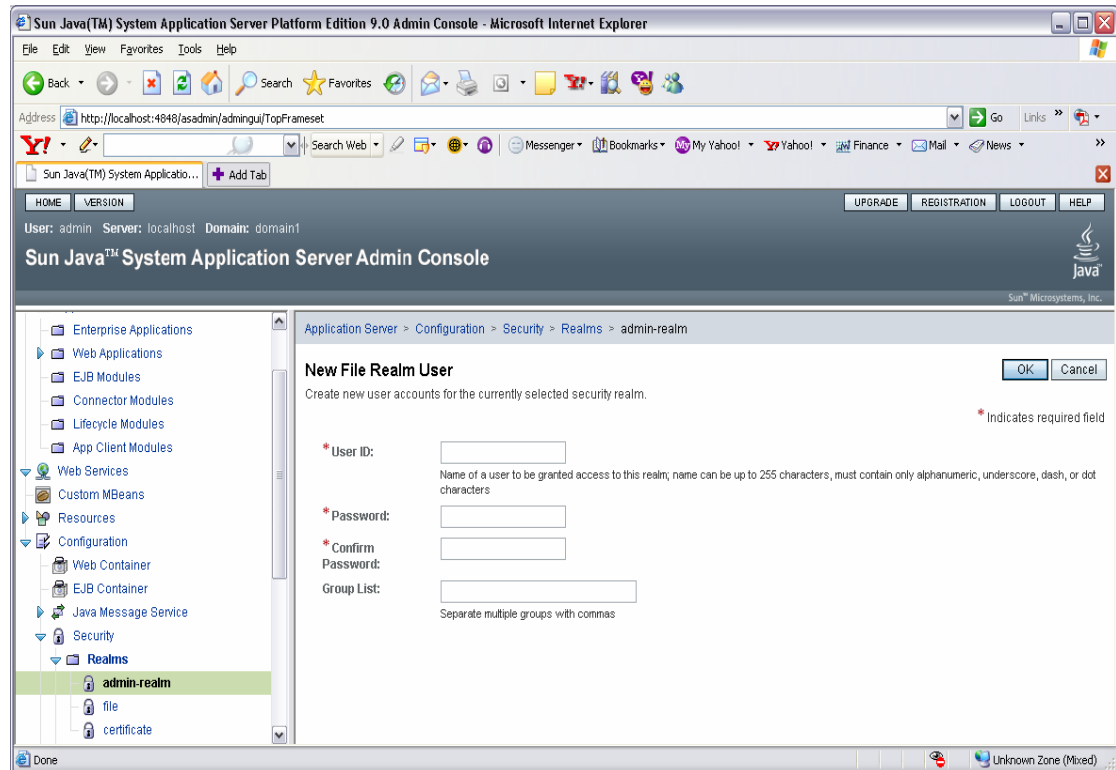 Sun Java(TM) System Application Server Platform Edition 9.0 Admin Console - Microsoft Internet Explorer
File Edit View Favorites Tools Help
Back Search Favorites
Address http://localhost:4848/asadmin/admingui/TopFrameset Go Links »
Y! Search Web Messenger Bookmarks My Yahoo! Yahoo! Finance Mail News »
Sun Java(TM) System Applicatio... Add Tab
HOME VERSION UPGRADE REGISTRATION LOGOUT HELP
User: admin Server: localhost Domain: domain1
Sun Java™ System Application Server Admin Console
Java™
Sun™ Microsystems, Inc.
Enterprise Applications
Web Applications
EJB Modules
Connector Modules
Lifecycle Modules
App Client Modules
Web Services
Custom MBeans
Resources
Configuration
Web Container
EJB Container
Java Message Service
Security
Realms
admin-realm
file
certificate
Application Server > Configuration > Security > Realms > admin-realm
New File Realm User
OK Cancel
Create new user accounts for the currently selected security realm.
* Indicates required field
* User ID:
Name of a user to be granted access to this realm; name can be up to 255 characters, must contain only alphanumeric, underscore, dash, or dot
characters
* Password:
* Confirm
Password:
Group List:
Separate multiple groups with commas
Done Unknown Zone (Mixed)